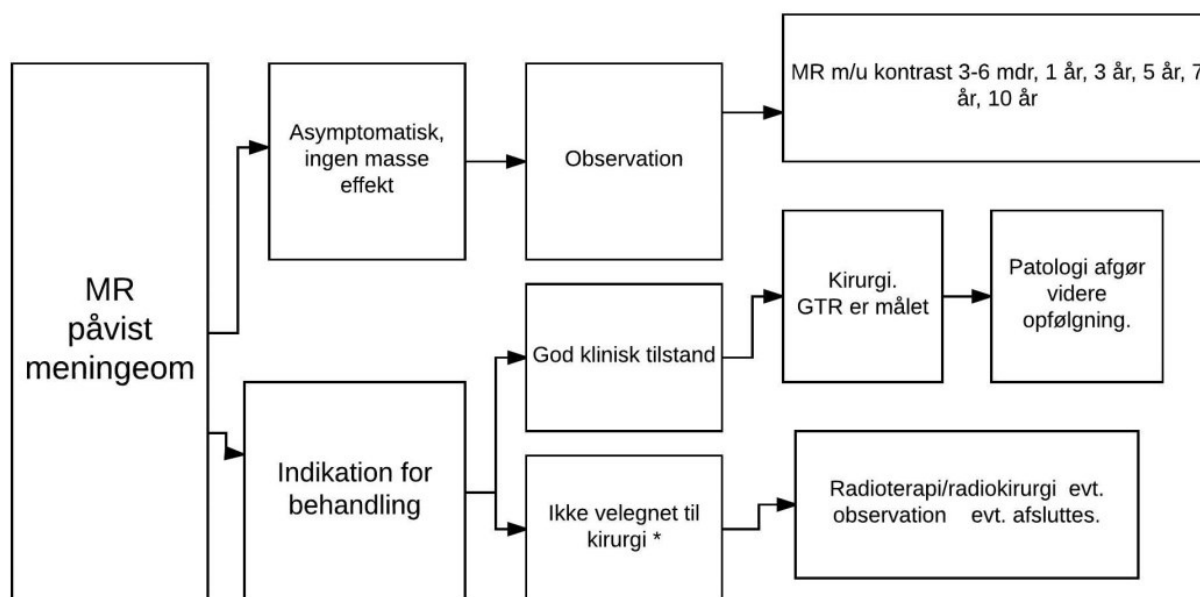 MR
påvist
meningeom
Asymptomatisk,
ingen masse
effekt
Observation
MR m/u kontrast 3-6 mdr, 1 år, 3 år, 5 år, 7
år, 10 år
Indikation for
behandling
God klinisk tilstand
Kirurgi.
GTR er målet
Patologi afgør
videre
opfølgning.
Ikke velegnet til
kirurgi *
Radioterapi/radiokirurgi evt.
observation evt. afsluttes.